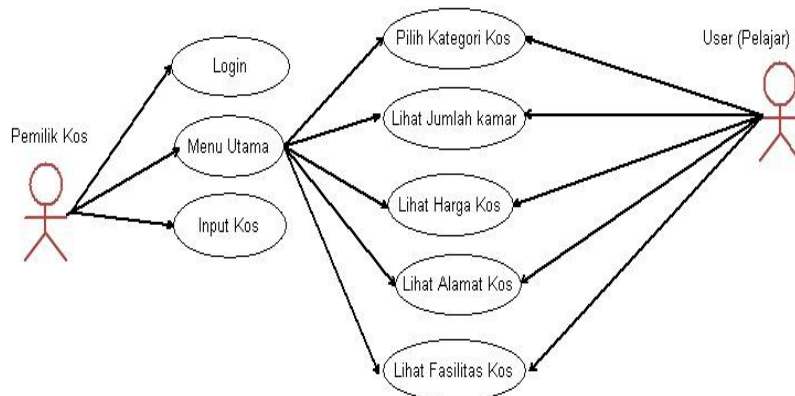 Pemilik Kos
Login
Menu Utama
Input Kos
Pilih Kategori Kos
Lihat Jumlah kamar
Lihat Harga Kos
Lihat Alamat Kos
Lihat Fasilitas Kos
User (Pelajar)